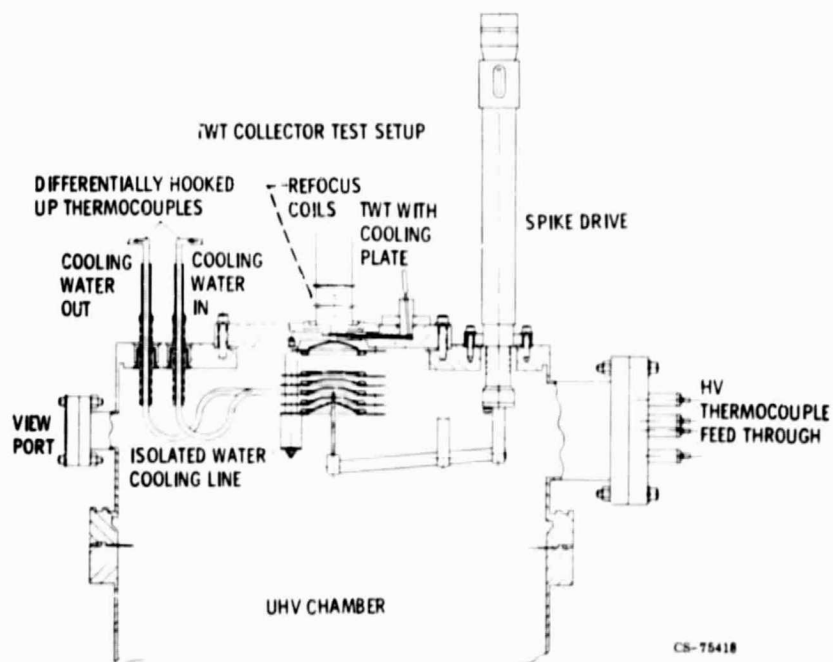 TWT COLLECTOR TEST SETUP
DIFFERENTIALLY HOOKED
UP THERMOCOUPLES
REFOCUS
COILS
TWT WITH
COOLING
PLATE
SPIKE DRIVE
COOLING
WATER
OUT
COOLING
WATER
IN
VIEW
PORT
ISOLATED WATER
COOLING LINE
HV
THERMOCOUPLE
FEED THROUGH
UHV CHAMBER
CS-75418